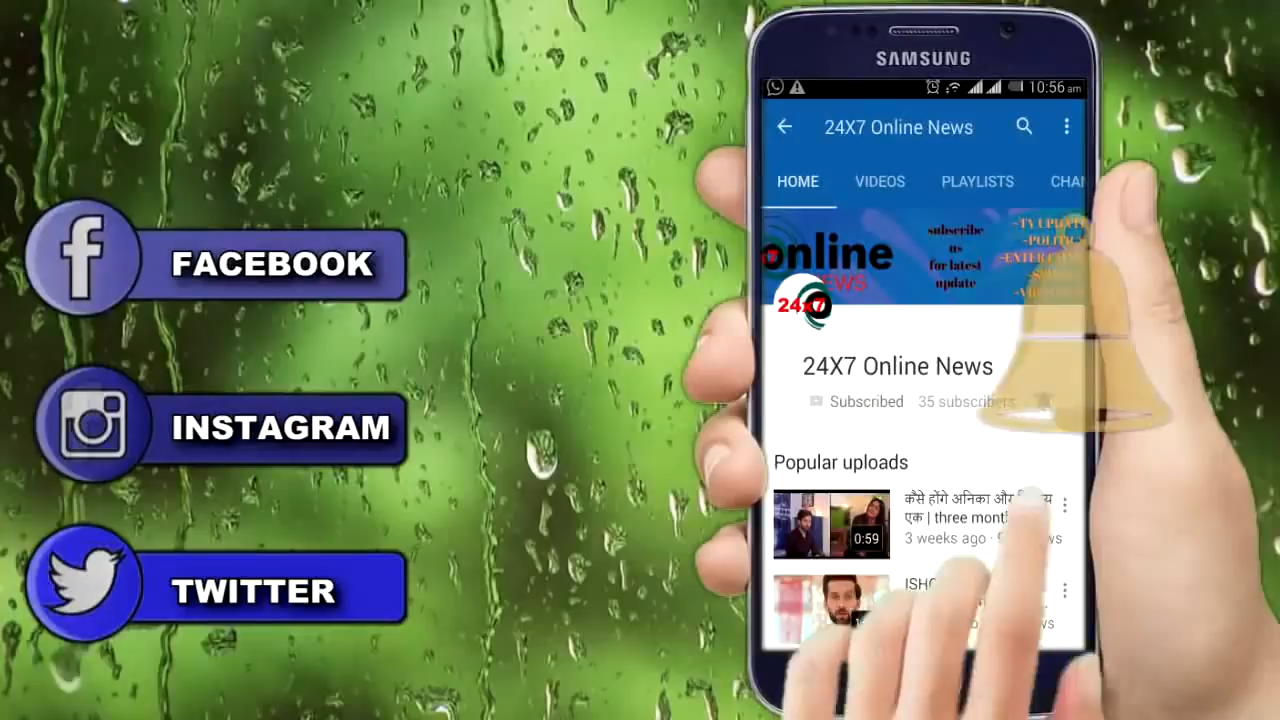 FACEBOOK
INSTAGRAM
TWITTER
SAMSUNG
10:56 am
24X7 Online News
HOME VIDEOS PLAYLISTS CHAN
online
NEWS
subscribe
us
for latest
update
24x7
24X7 Online News
Subscribed 35 subscribers
Popular uploads
कैसे होंगे अनिका और
एक | three mont
0:59
3 weeks ago